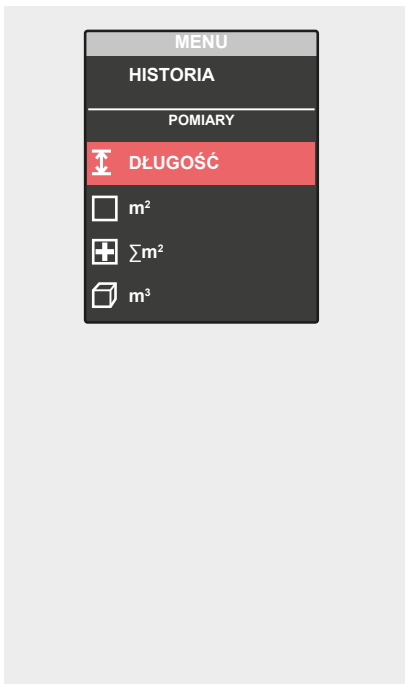 MENU
HISTORIA
POMIARY
DŁUGOŚĆ
m²
∑m²
m³